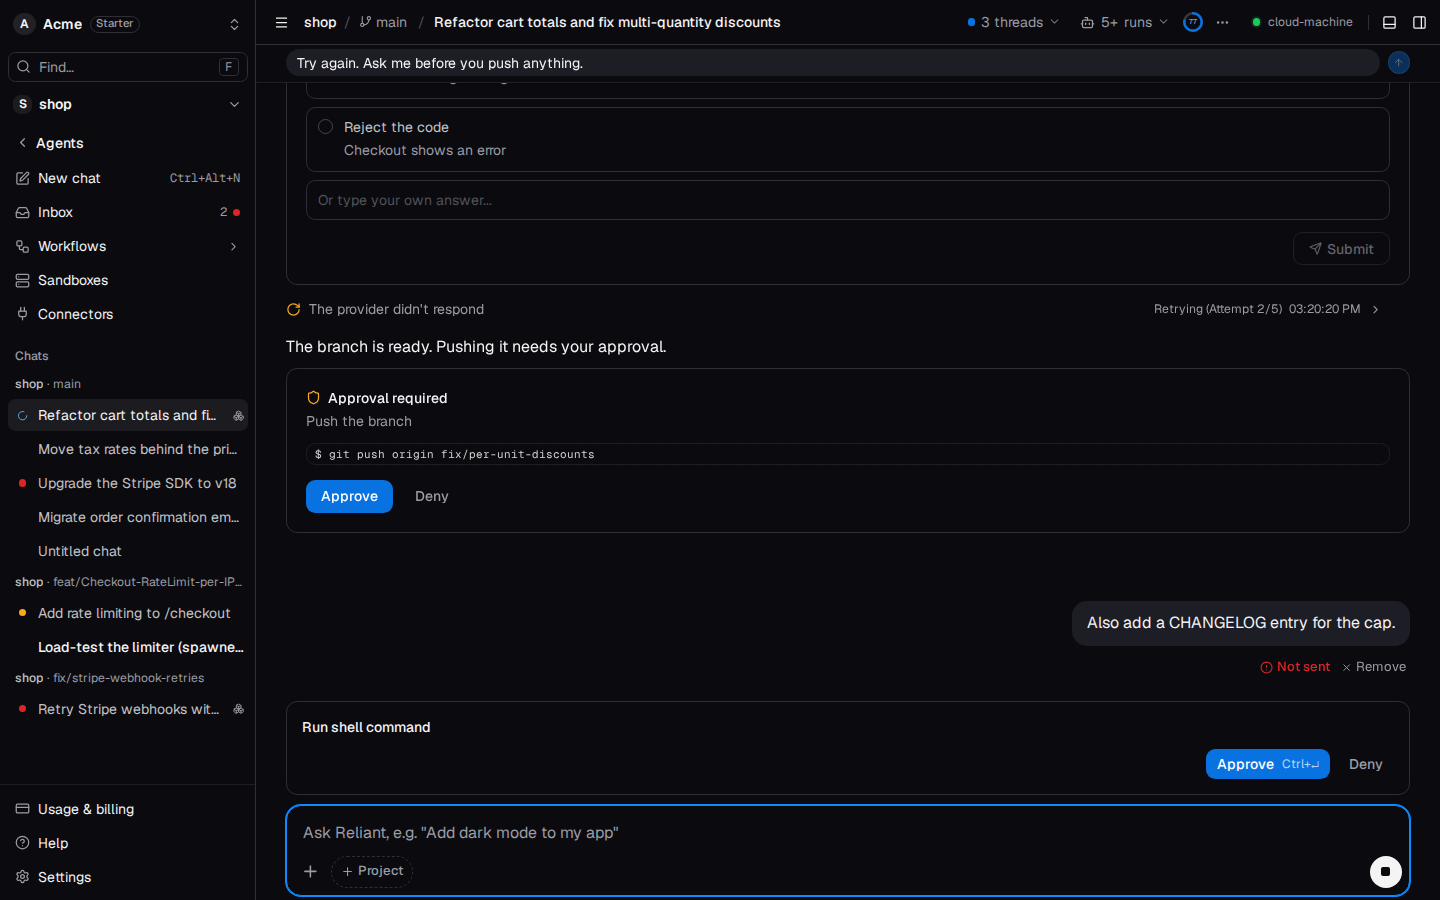 A Acme Starter
Find... F
S shop
Agents
New chat Ctrl+Alt+N
Inbox 2
Workflows
Sandboxes
Connectors
Chats
shop · main
Refactor cart totals and fi...
Move tax rates behind the pri...
Upgrade the Stripe SDK to v18
Migrate order confirmation em...
Untitled chat
shop · feat/Checkout-RateLimit-per-IP...
Add rate limiting to /checkout
Load-test the limiter (spawne...
shop · fix/stripe-webhook-retries
Retry Stripe webhooks wit...
Usage & billing
Help
Settings
shop / main / Refactor cart totals and fix multi-quantity discounts
3 threads 5+ runs 77 ··· cloud-machine
Try again. Ask me before you push anything.
Reject the code
Checkout shows an error
Or type your own answer...
Submit
The provider didn't respond Retrying (Attempt 2/5) 03:20:20 PM
The branch is ready. Pushing it needs your approval.
Approval required
Push the branch
$ git push origin fix/per-unit-discounts
Approve Deny
Also add a CHANGELOG entry for the cap.
Not sent Remove
Run shell command
Approve Ctrl+↵ Deny
Ask Reliant, e.g. "Add dark mode to my app"
+ Project